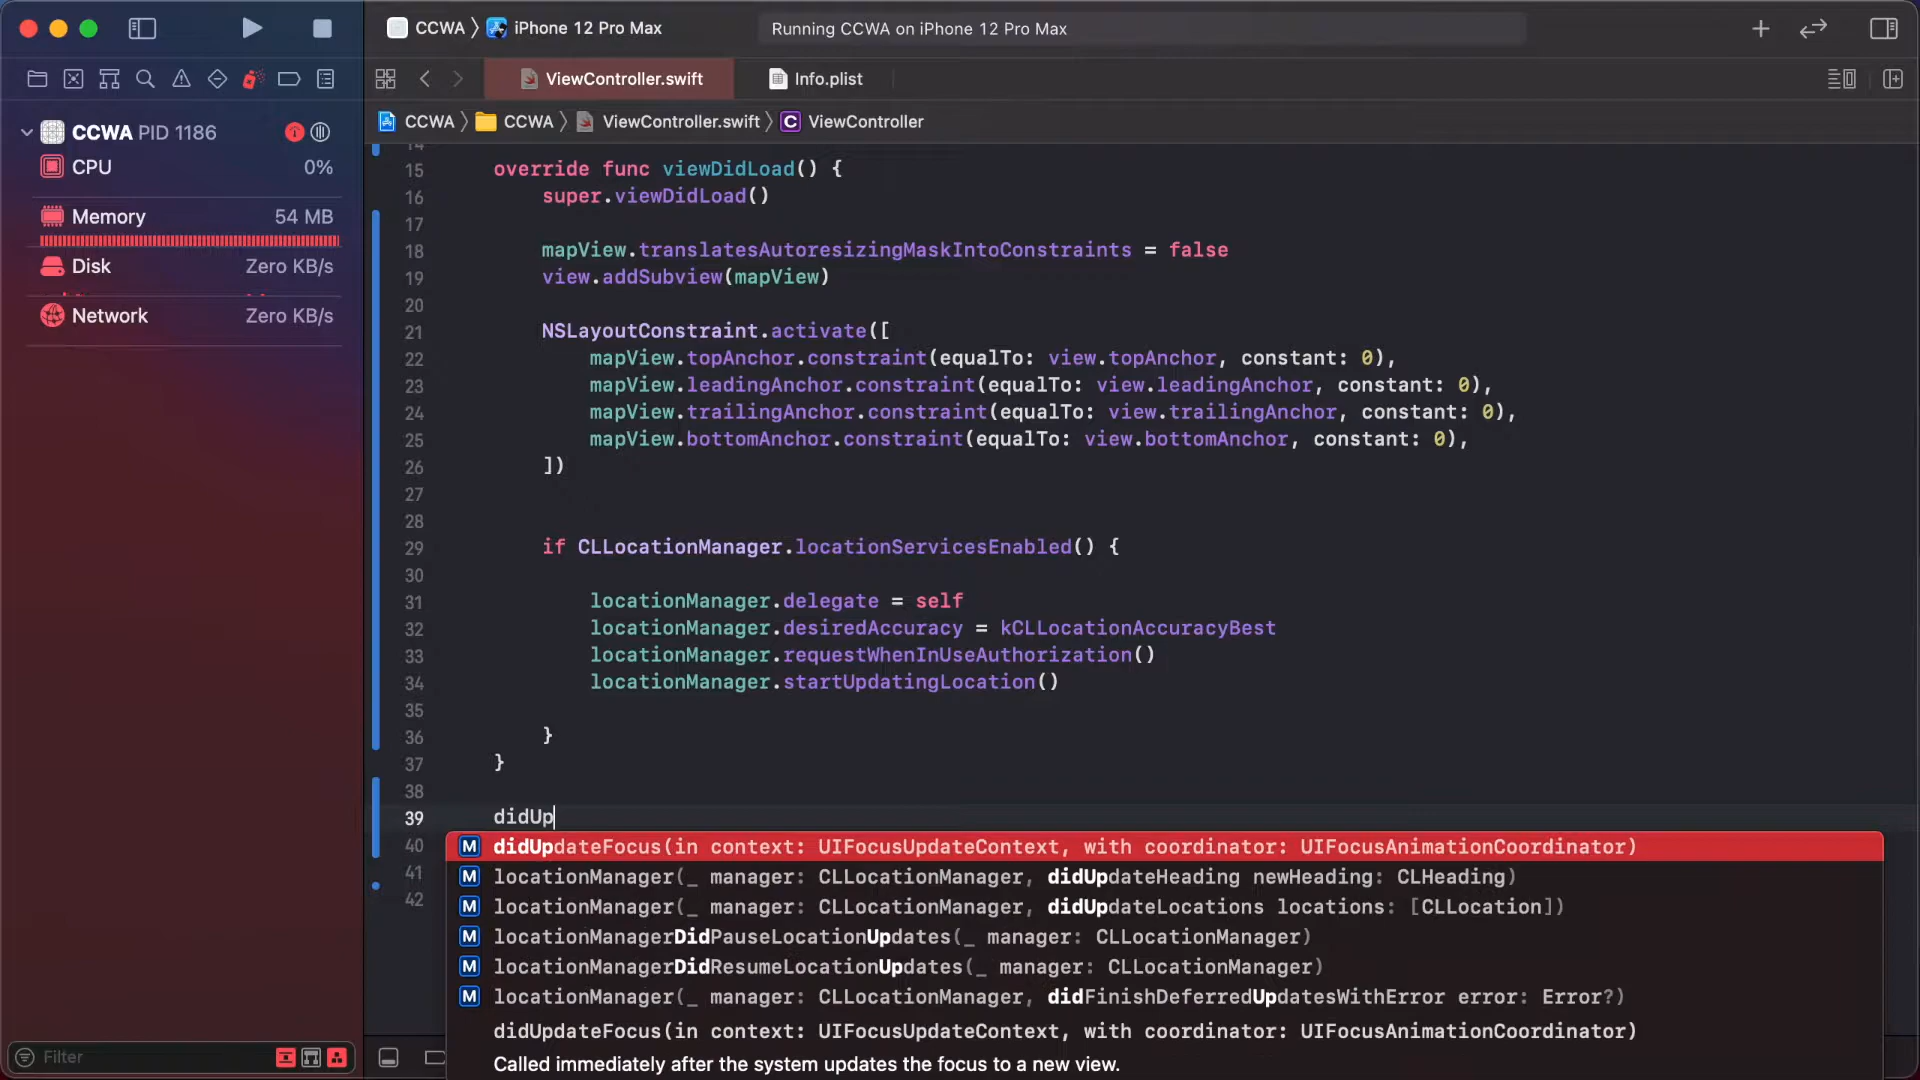 CCWA
iPhone 12 Pro Max
Running CCWA on iPhone 12 Pro Max
ViewController.swift
Info.plist
CCWA PID 1186
CPU 0%
Memory 54 MB
Disk Zero KB/s
Network Zero KB/s
CCWA CCWA ViewController.swift C ViewController
14
15 override func viewDidLoad() {
16 super.viewDidLoad()
17
18 mapView.translatesAutoresizingMaskIntoConstraints = false
19 view.addSubview(mapView)
20
21 NSLayoutConstraint.activate([
22 mapView.topAnchor.constraint(equalTo: view.topAnchor, constant: 0),
23 mapView.leadingAnchor.constraint(equalTo: view.leadingAnchor, constant: 0),
24 mapView.trailingAnchor.constraint(equalTo: view.trailingAnchor, constant: 0),
25 mapView.bottomAnchor.constraint(equalTo: view.bottomAnchor, constant: 0),
26 ])
27
28
29 if CLLocationManager.locationServicesEnabled() {
30
31 locationManager.delegate = self
32 locationManager.desiredAccuracy = kCLLocationAccuracyBest
33 locationManager.requestWhenInUseAuthorization()
34 locationManager.startUpdatingLocation()
35
36 }
37 }
38
39 didUp
40 M didUpdateFocus(in context: UIFocusUpdateContext, with coordinator: UIFocusAnimationCoordinator)
41 M locationManager(_ manager: CLLocationManager, didUpdateHeading newHeading: CLHeading)
42 M locationManager(_ manager: CLLocationManager, didUpdateLocations locations: [CLLocation])
M locationManagerDidPauseLocationUpdates(_ manager: CLLocationManager)
M locationManagerDidResumeLocationUpdates(_ manager: CLLocationManager)
M locationManager(_ manager: CLLocationManager, didFinishDeferredUpdatesWithError error: Error?)
didUpdateFocus(in context: UIFocusUpdateContext, with coordinator: UIFocusAnimationCoordinator)
Called immediately after the system updates the focus to a new view.
Filter